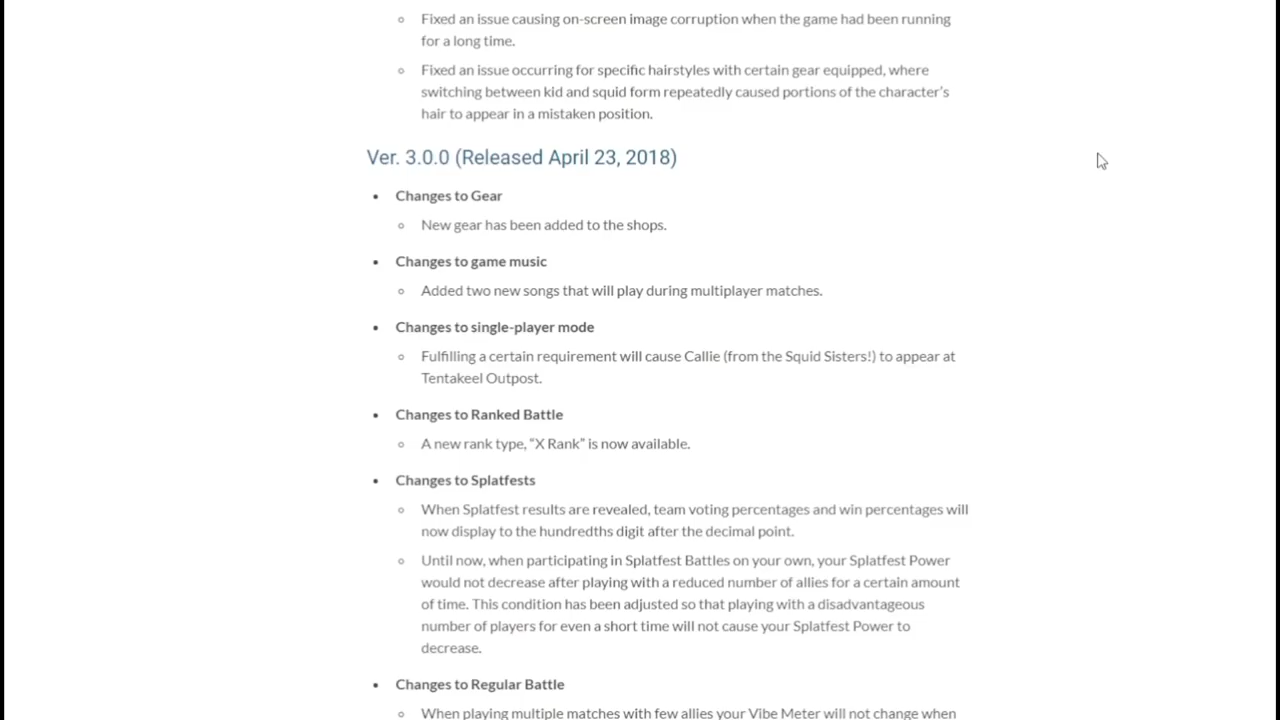 Fixed an issue causing on-screen image corruption when the game had been running
for a long time.
Fixed an issue occurring for specific hairstyles with certain gear equipped, where
switching between kid and squid form repeatedly caused portions of the character's
hair to appear in a mistaken position.
Ver. 3.0.0 (Released April 23, 2018)
Changes to Gear
New gear has been added to the shops.
Changes to game music
Added two new songs that will play during multiplayer matches.
Changes to single-player mode
Fulfilling a certain requirement will cause Callie (from the Squid Sisters!) to appear at
Tentakeel Outpost.
Changes to Ranked Battle
A new rank type, “X Rank” is now available.
Changes to Splatfests
When Splatfest results are revealed, team voting percentages and win percentages will
now display to the hundredths digit after the decimal point.
Until now, when participating in Splatfest Battles on your own, your Splatfest Power
would not decrease after playing with a reduced number of allies for a certain amount
of time. This condition has been adjusted so that playing with a disadvantageous
number of players for even a short time will not cause your Splatfest Power to
decrease.
Changes to Regular Battle
When playing multiple matches with few allies your Vibe Meter will not change when